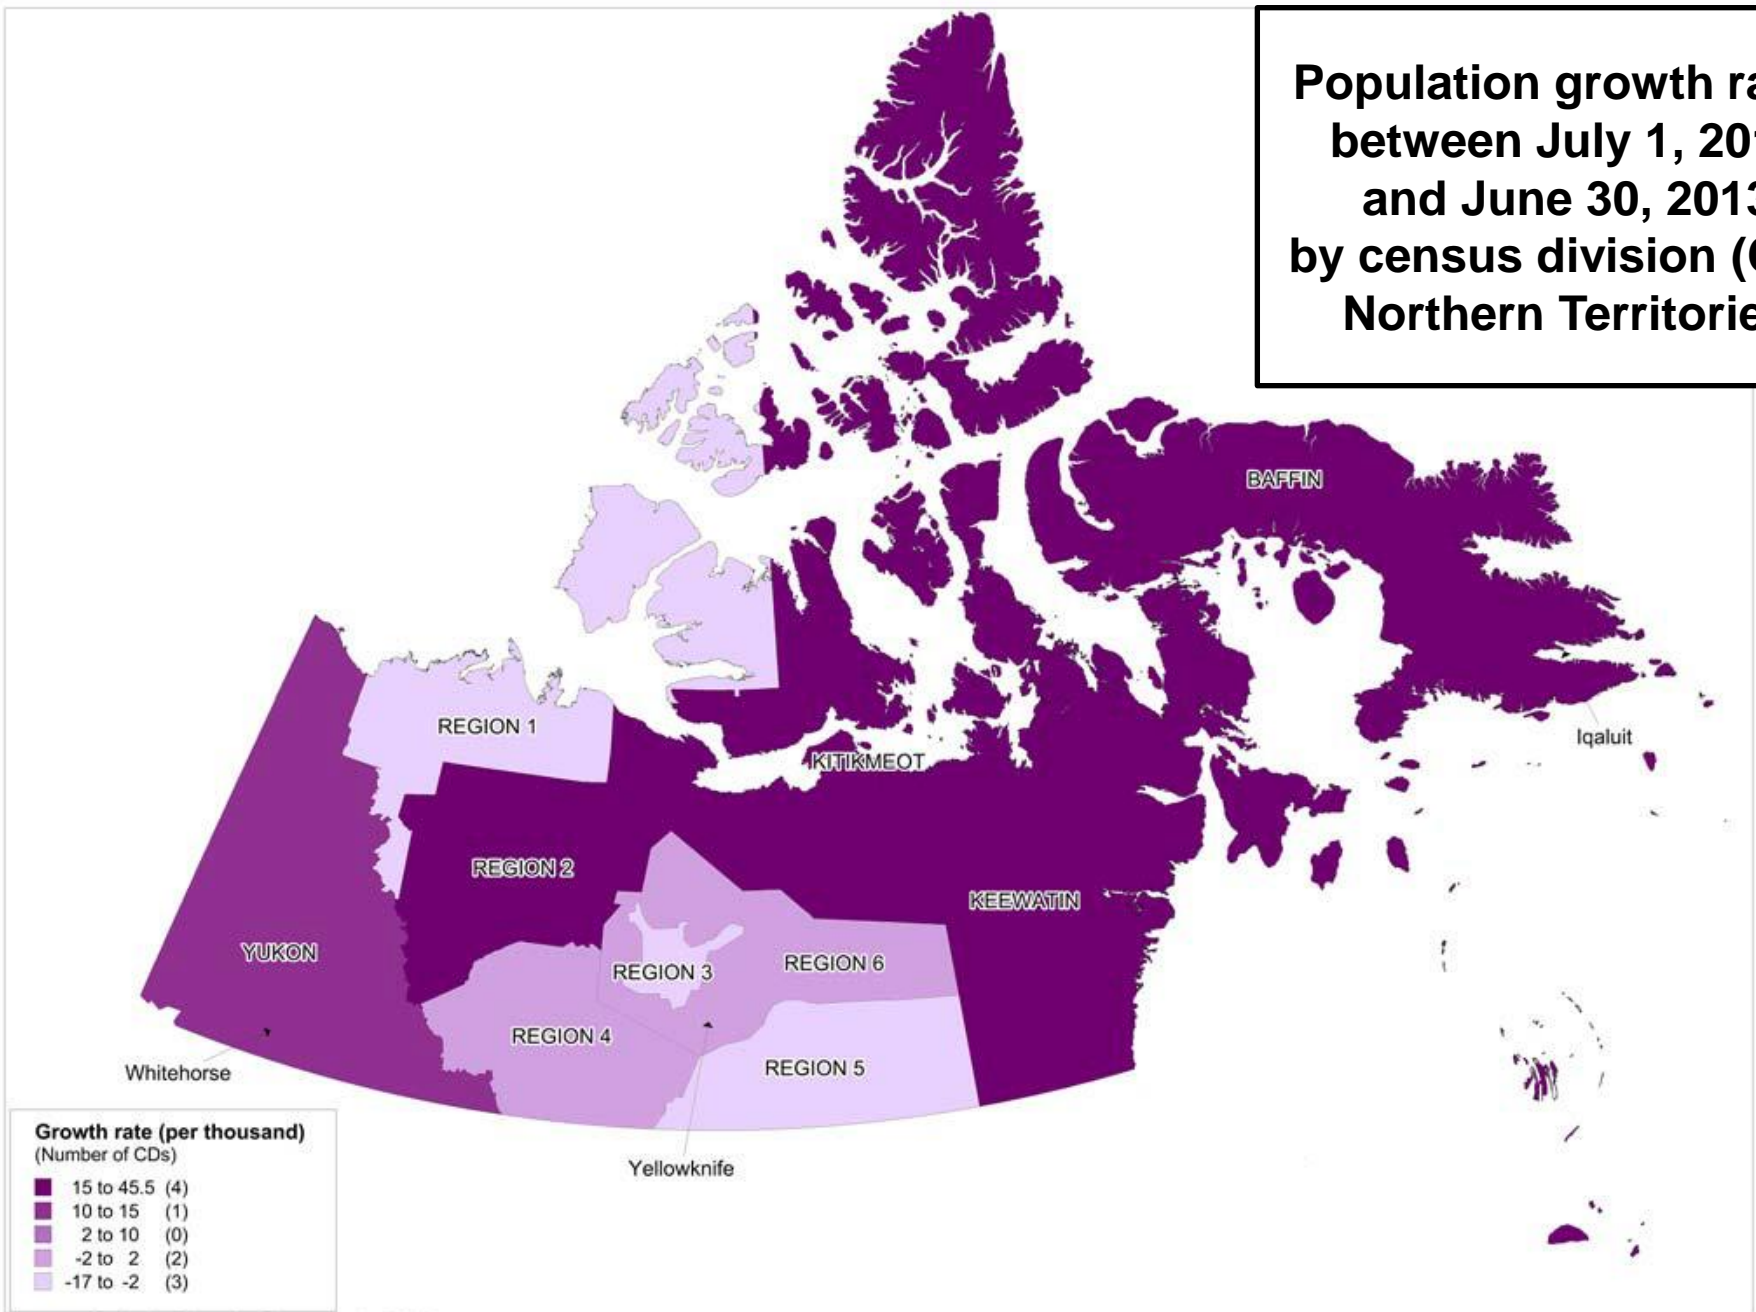 Population growth ra
between July 1, 201
and June 30, 2013
by census division (C
Northern Territorie
BAFFIN
Iqaluit
REGION 1
KITIKMEOT
REGION 2
KEEWATIN
YUKON
REGION 3
REGION 6
REGION 4
REGION 5
Whitehorse
Yellowknife
Growth rate (per thousand)
(Number of CDs)
15 to 45.5 (4)
10 to 15 (1)
2 to 10 (0)
-2 to 2 (2)
-17 to -2 (3)